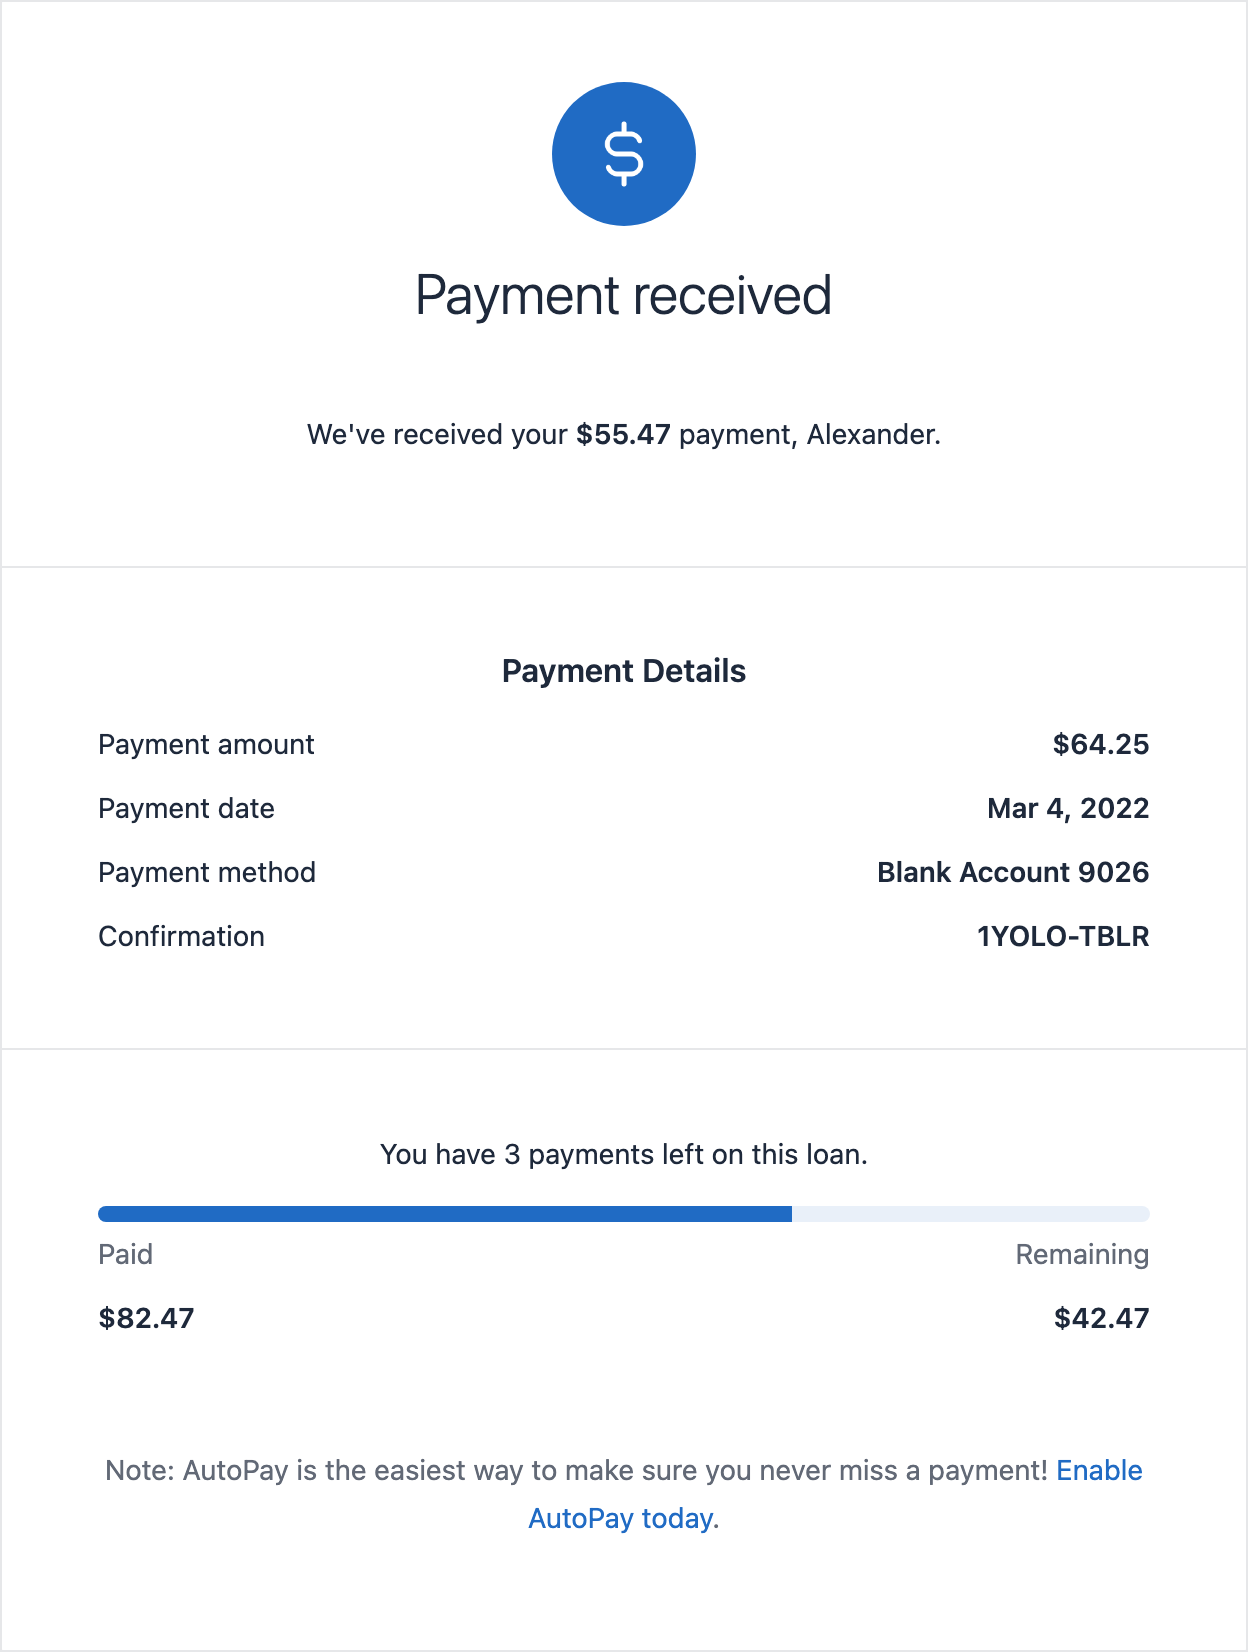 $
Payment received
We've received your $55.47 payment, Alexander.
Payment Details
Payment amount $64.25
Payment date Mar 4, 2022
Payment method Blank Account 9026
Confirmation 1YOLO-TBLR
You have 3 payments left on this loan.
Paid Remaining
$82.47 $42.47
Note: AutoPay is the easiest way to make sure you never miss a payment! Enable
AutoPay today.